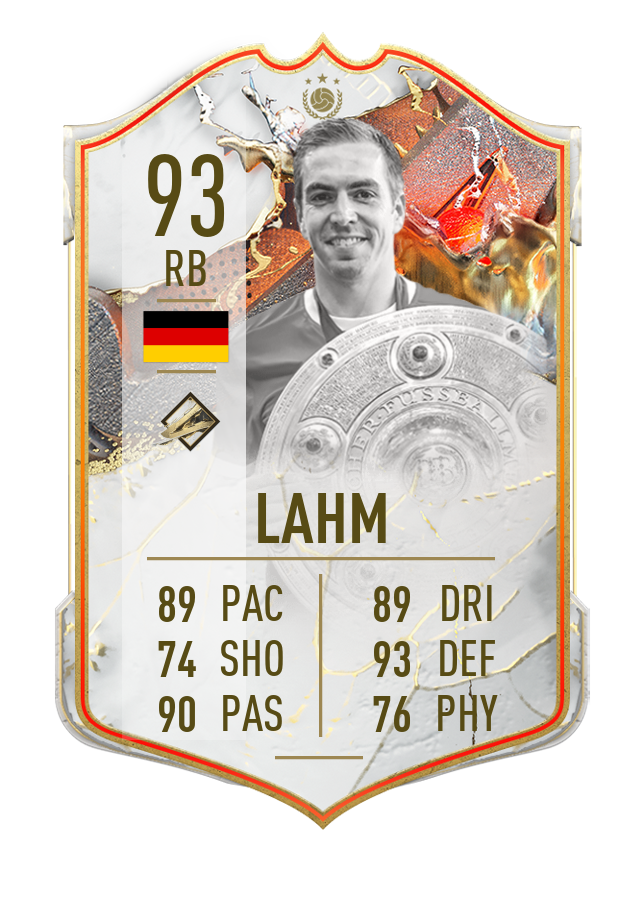 93
RB
LAHM
89 PAC 89 DRI
74 SHO 93 DEF
90 PAS 76 PHY